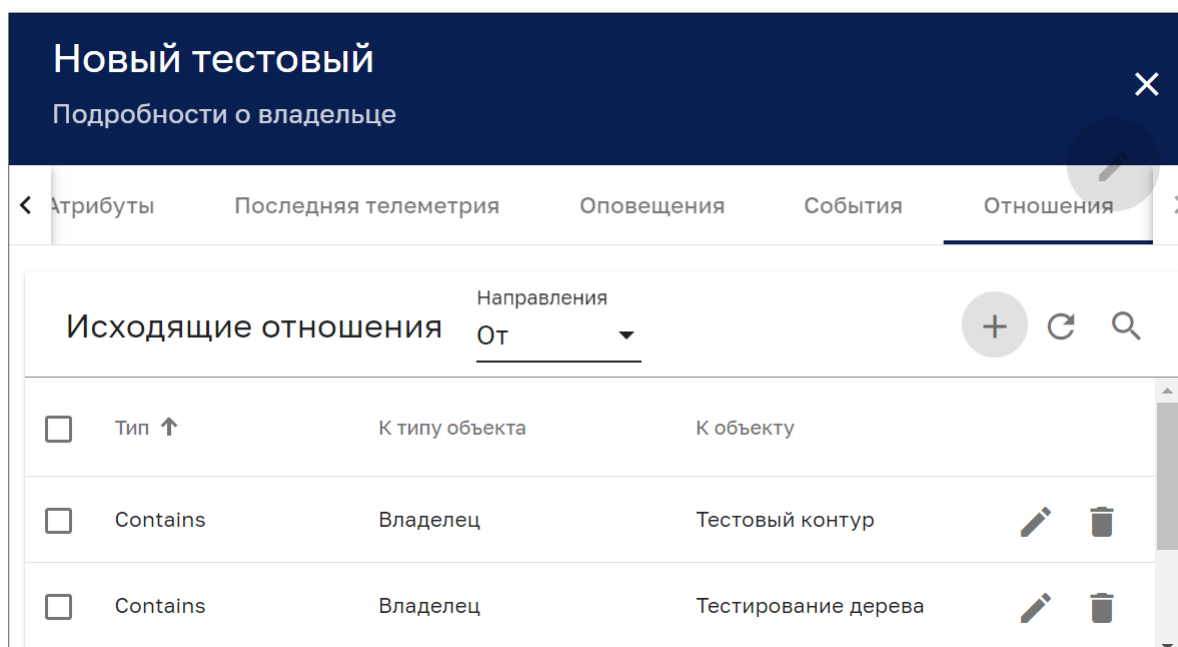 Новый тестовый
Подробности о владельце
Атрибуты Последняя телеметрия Оповещения События Отношения
Направления
Исходящие отношения От
Тип К типу объекта К объекту
Contains Владелец Тестовый контур
Contains Владелец Тестирование дерева